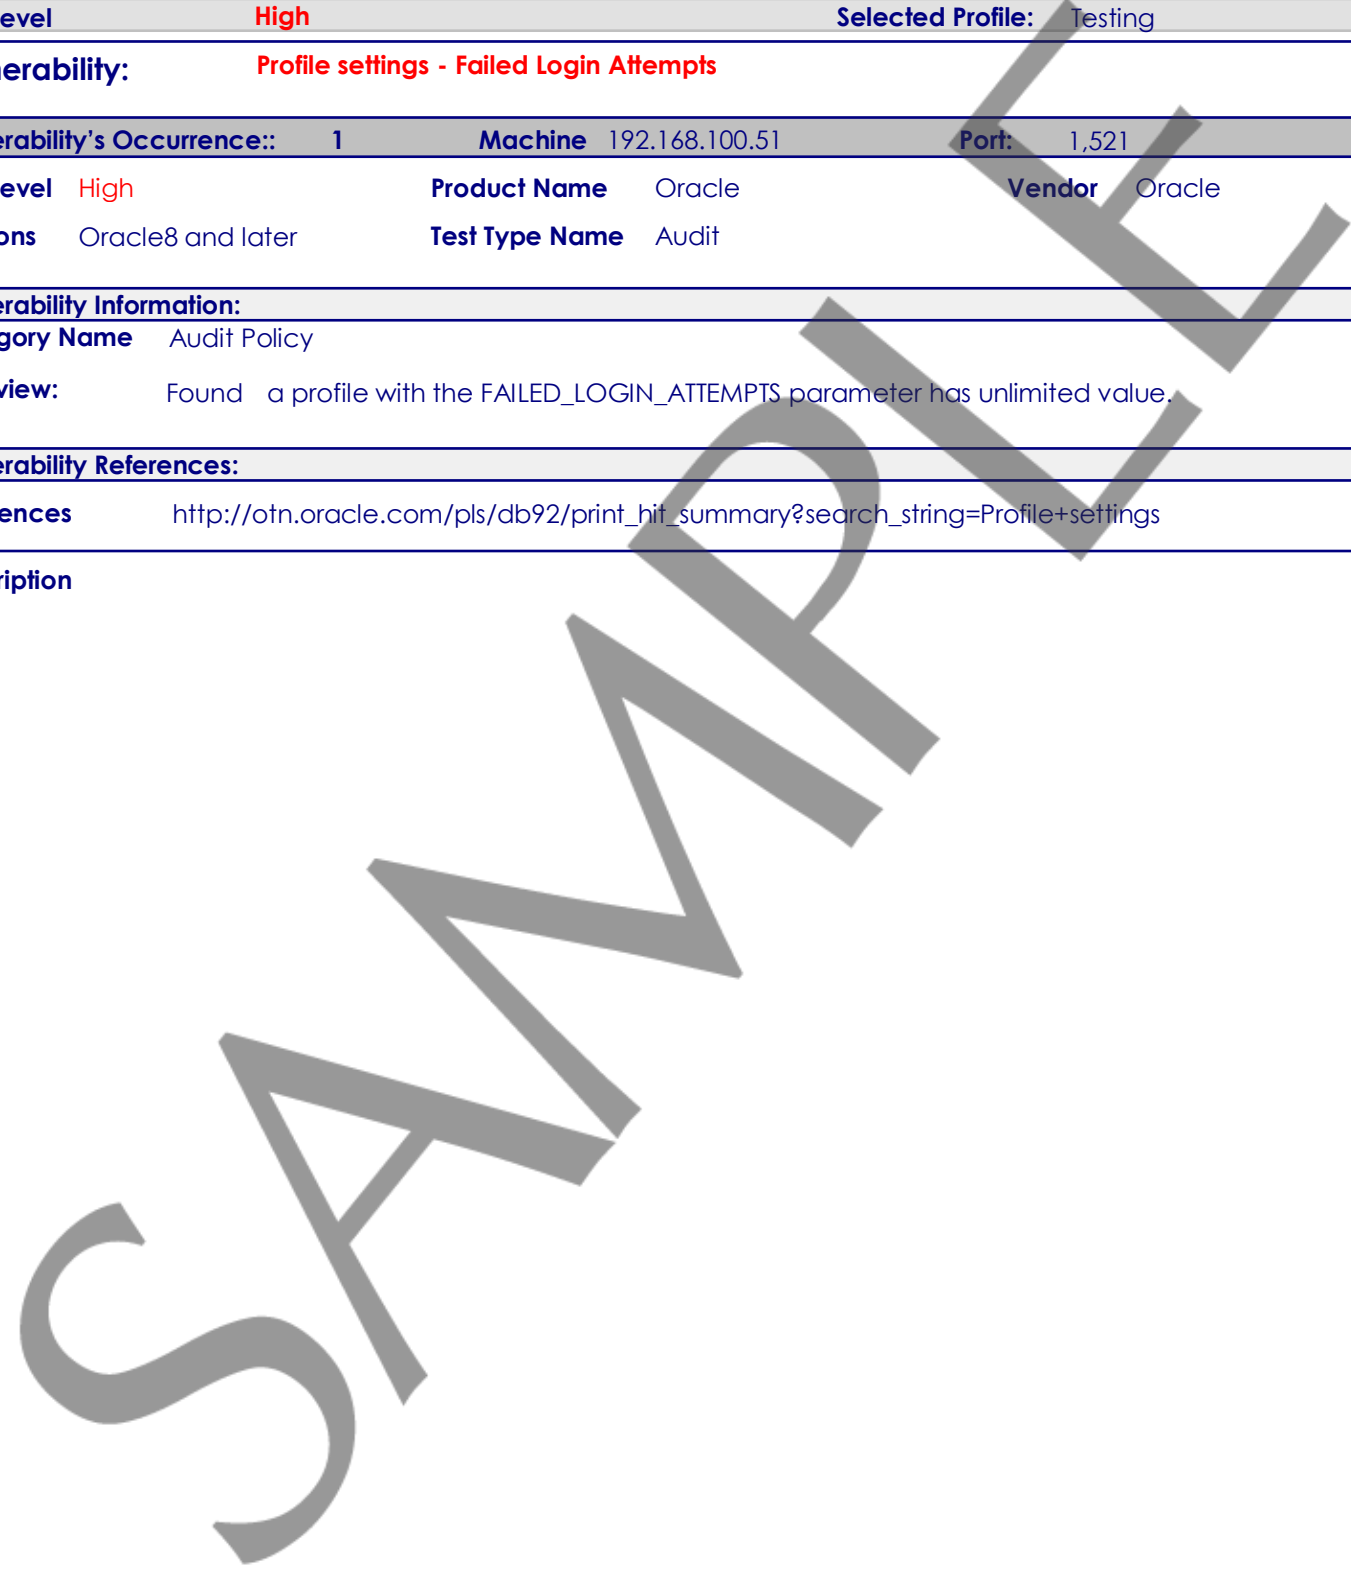 evel High Selected Profile: Testing
erability: Profile settings - Failed Login Attempts
erability's Occurrence:: 1 Machine 192.168.100.51 Port: 1,521
evel High Product Name Oracle Vendor Oracle
ons Oracle8 and later Test Type Name Audit
erability Information:
gory Name Audit Policy
view: Found a profile with the FAILED_LOGIN_ATTEMPTS parameter has unlimited value.
erability References:
ences http://otn.oracle.com/pls/db92/print_hit_summary?search_string=Profile+settings
ription
SAMPLE